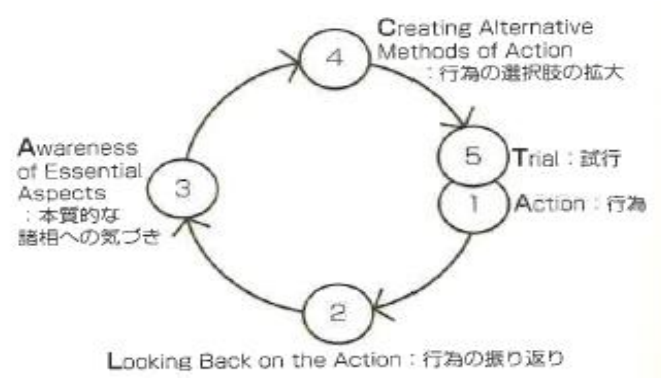 4
Creating Alternative
Methods of Action
：行為の選択肢の拡大
5
Trial：試行
1
Action：行為
Awareness
of Essential
Aspects
：本質的な
諸相への気づき
3
2
Looking Back on the Action：行為の振り返り